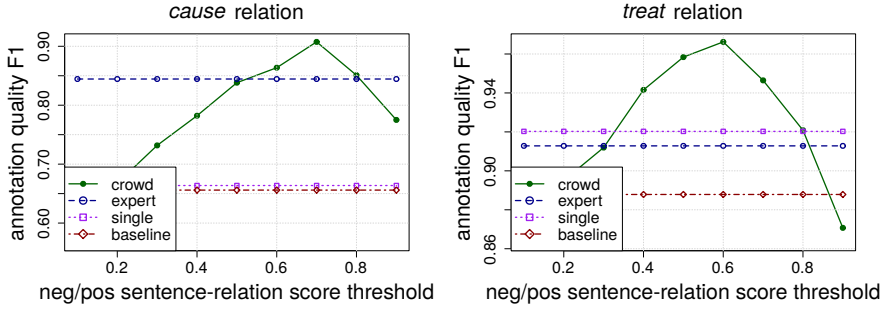 cause relation
annotation quality F1
0.90
0.80
0.70
0.60
crowd
expert
single
baseline
0.2
0.4
0.6
0.8
neg/pos sentence-relation score threshold
treat relation
annotation quality F1
0.94
0.90
0.86
crowd
expert
single
baseline
0.2
0.4
0.6
0.8
neg/pos sentence-relation score threshold